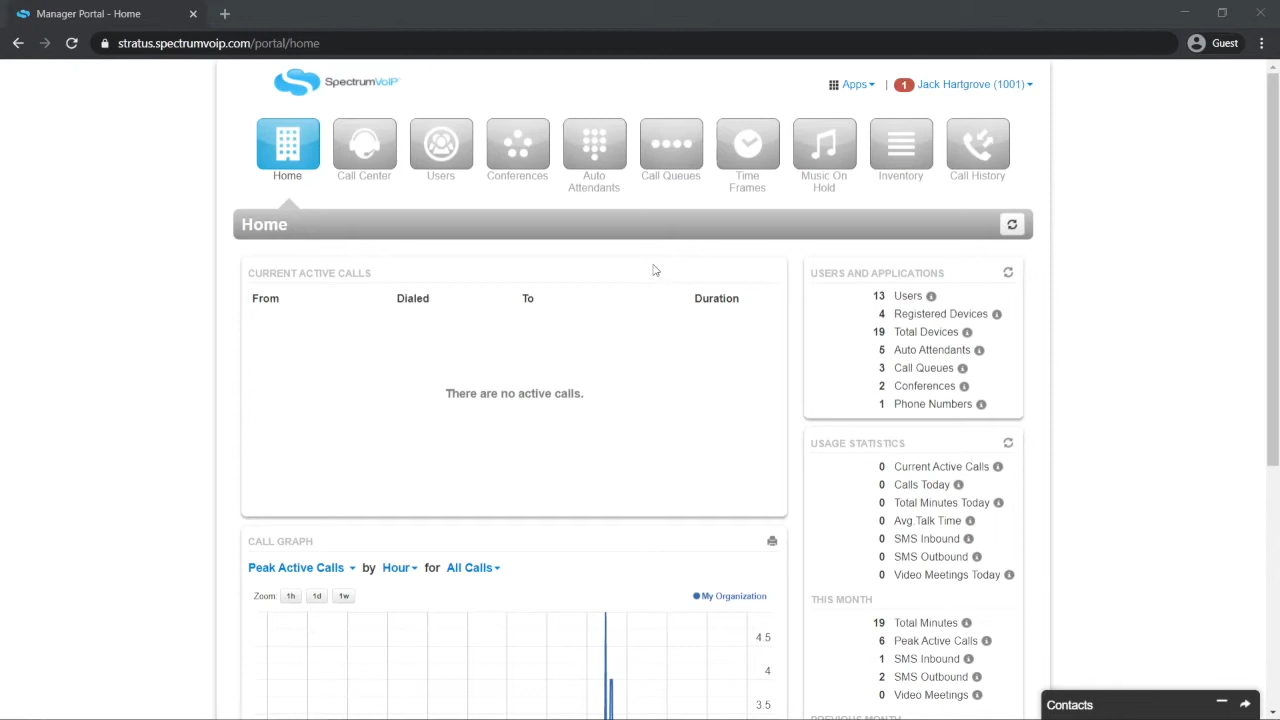 Manager Portal - Home
stratus.spectrumvoip.com/portal/home
Guest
SpectrumVoIP
Apps | 1 Jack Hartgrove (1001)
Home
Call Center
Users
Conferences
Auto
Attendants
Call Queues
Time
Frames
Music On
Hold
Inventory
Call History
Home
CURRENT ACTIVE CALLS
From Dialed To Duration
There are no active calls.
USERS AND APPLICATIONS
13 Users
4 Registered Devices
19 Total Devices
5 Auto Attendants
3 Call Queues
2 Conferences
1 Phone Numbers
USAGE STATISTICS
0 Current Active Calls
0 Calls Today
0 Total Minutes Today
0 Avg.Talk Time
0 SMS Inbound
0 SMS Outbound
0 Video Meetings Today
THIS MONTH
19 Total Minutes
6 Peak Active Calls
1 SMS Inbound
2 SMS Outbound
0 Video Meetings
PREVIOUS MONTH
CALL GRAPH
Peak Active Calls by Hour for All Calls
Zoom: 1h 1d 1w
My Organization
4.5
4
3.5
Contacts